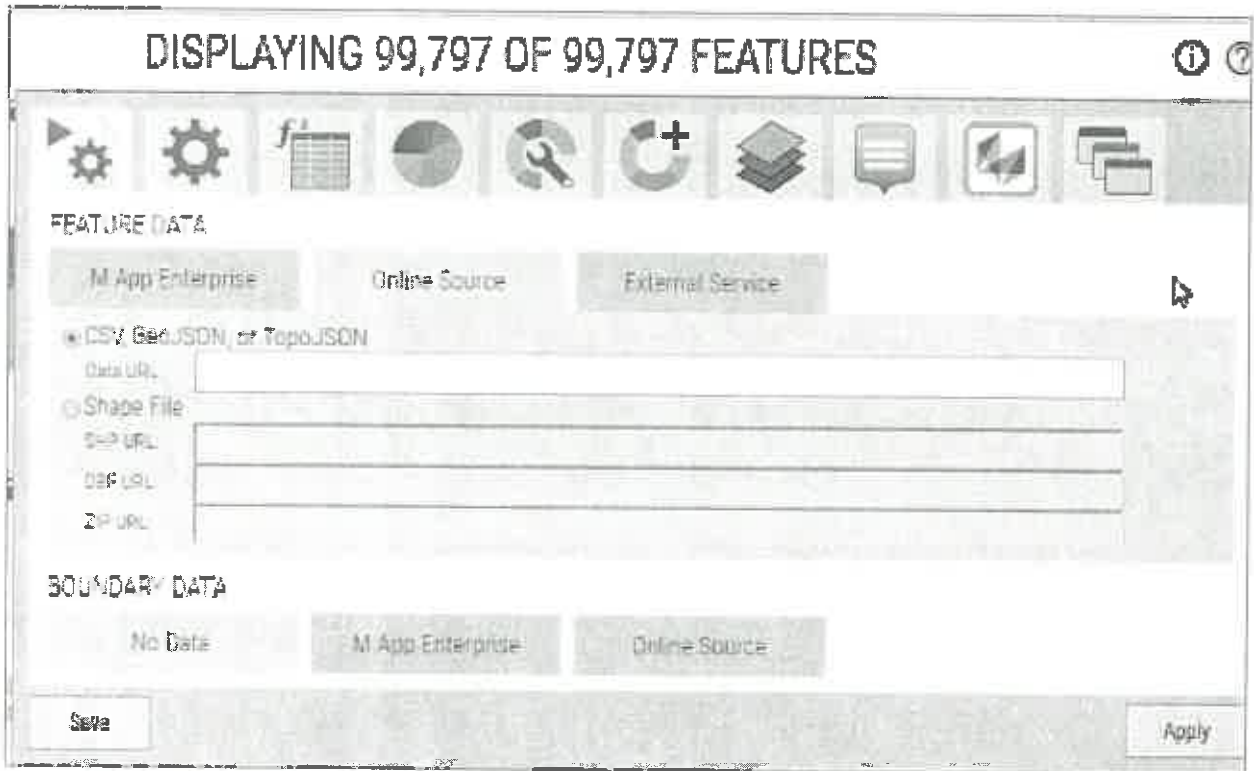 DISPLAYING 99,797 OF 99,797 FEATURES
FEATURE DATA
M App Enterprise
Online Source
External Service
CSV, GeoJSON, or TopoJSON
Data URL
Shape File
SHP URL
DBF URL
ZIP URL
BOUNDARY DATA
No Data
M App Enterprise
Online Source
Save
Apply